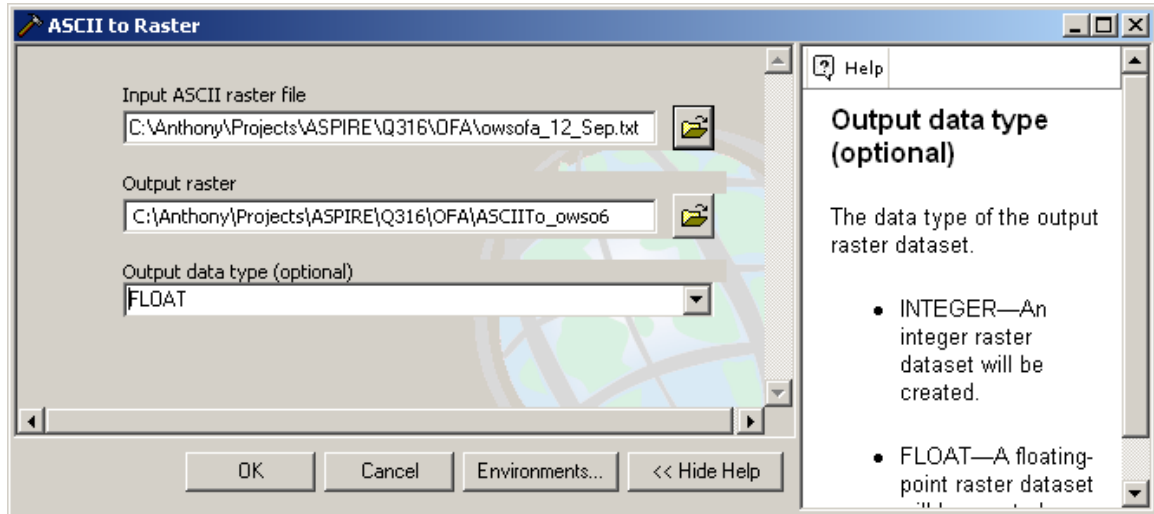 ASCII to Raster
Input ASCII raster file
C:\Anthony\Projects\ASPIRE\Q316\OFA\owsofa_12_Sep.txt
Output raster
C:\Anthony\Projects\ASPIRE\Q316\OFA\ASCIITo_owso6
Output data type (optional)
FLOAT
OK
Cancel
Environments...
<< Hide Help
Help
Output data type
(optional)
The data type of the output
raster dataset.
• INTEGER—An
integer raster
dataset will be
created.
• FLOAT—A floating-
point raster dataset